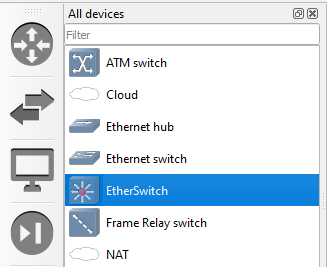 All devices
Filter
ATM switch
Cloud
Ethernet hub
Ethernet switch
EtherSwitch
Frame Relay switch
NAT